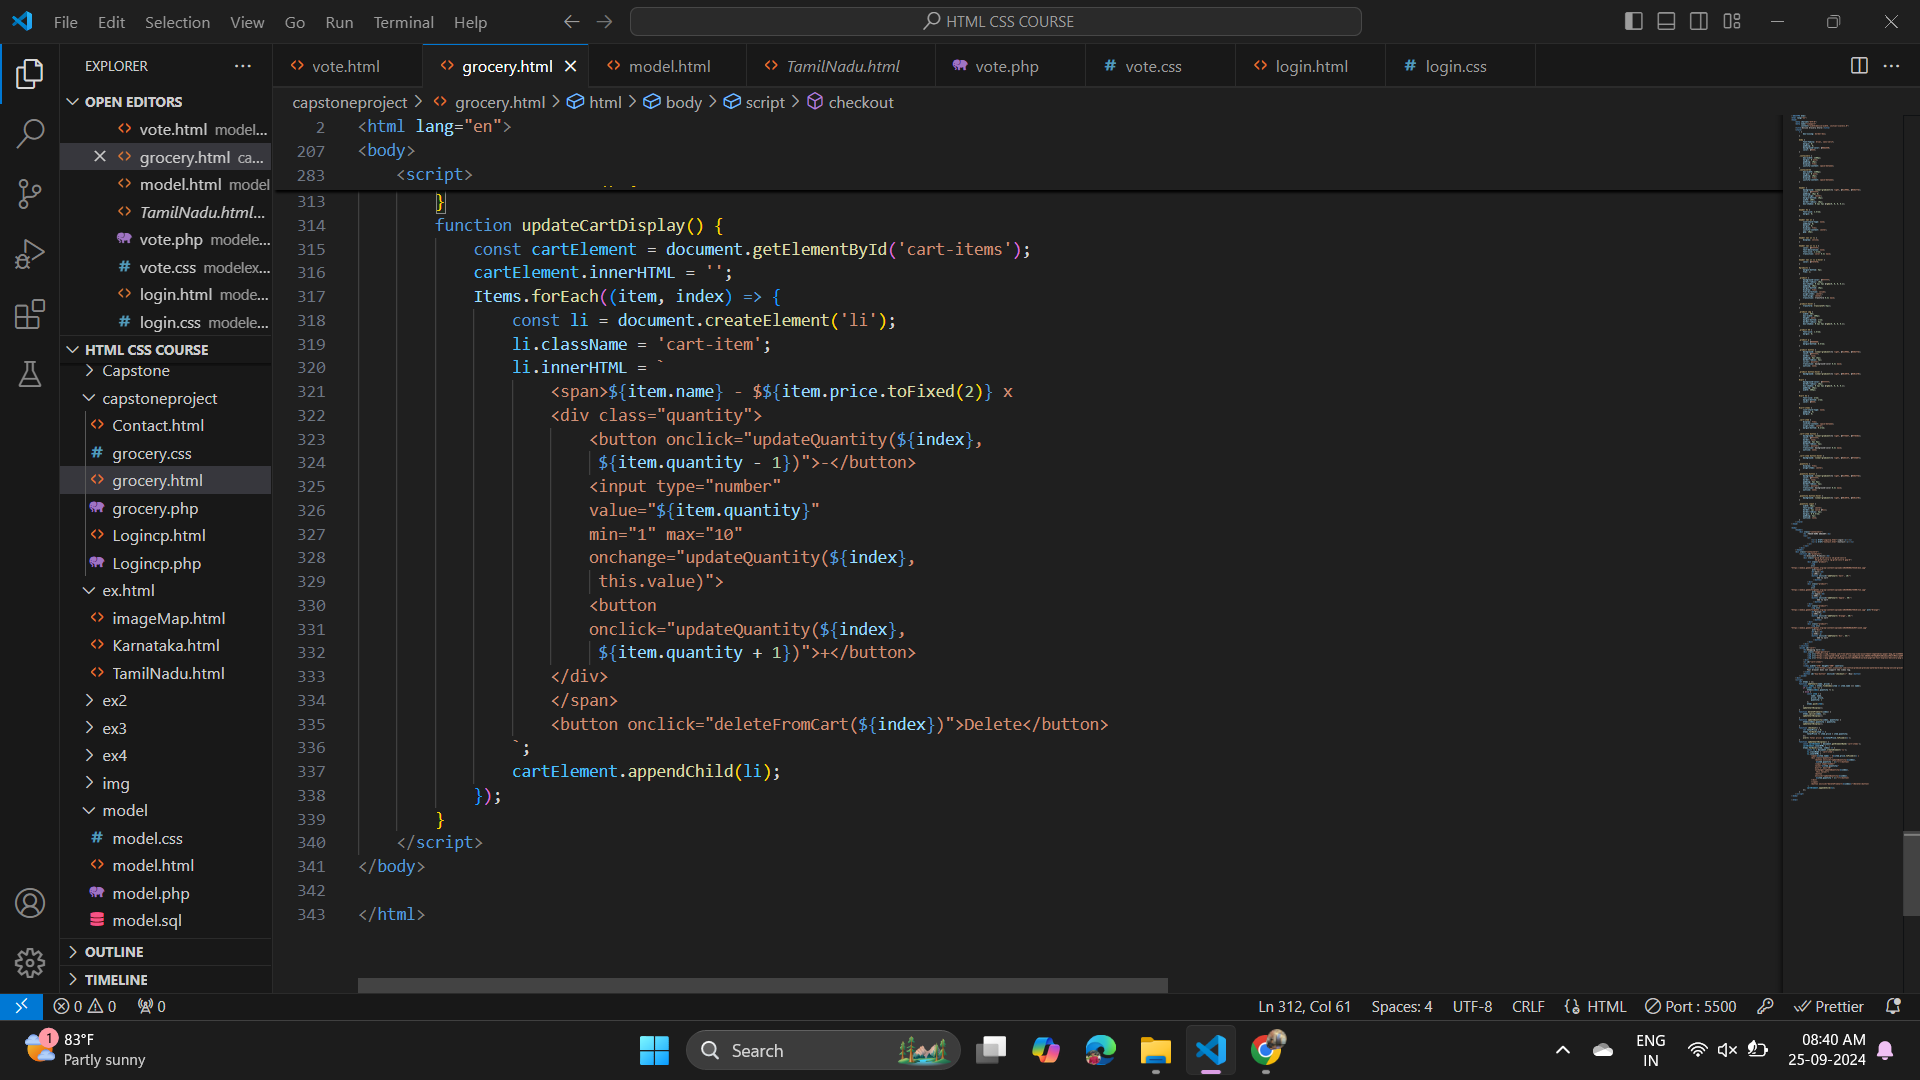 File Edit Selection View Go Run Terminal Help
HTML CSS COURSE
EXPLORER
OPEN EDITORS
vote.html model...
grocery.html ca...
model.html model
TamilNadu.html...
vote.php modele...
vote.css modelex...
login.html mode...
login.css modele...
HTML CSS COURSE
Capstone
capstoneproject
Contact.html
grocery.css
grocery.html
grocery.php
Logincp.html
Logincp.php
ex.html
imageMap.html
Karnataka.html
TamilNadu.html
ex2
ex3
ex4
img
model
model.css
model.html
model.php
model.sql
OUTLINE
TIMELINE
vote.html grocery.html model.html TamilNadu.html vote.php vote.css login.html login.css
capstoneproject > grocery.html > html > body > script > checkout
2 <html lang="en">
207 <body>
283 <script>
313 }
314 function updateCartDisplay() {
315 const cartElement = document.getElementById('cart-items');
316 cartElement.innerHTML = '';
317 Items.forEach((item, index) => {
318 const li = document.createElement('li');
319 li.className = 'cart-item';
320 li.innerHTML = `
321 <span>${item.name} - $${item.price.toFixed(2)} x
322 <div class="quantity">
323 <button onclick="updateQuantity(${index},
324 ${item.quantity - 1})">-</button>
325 <input type="number"
326 value="${item.quantity}"
327 min="1" max="10"
328 onchange="updateQuantity(${index},
329 this.value)">
330 <button
331 onclick="updateQuantity(${index},
332 ${item.quantity + 1})">+</button>
333 </div>
334 </span>
335 <button onclick="deleteFromCart(${index})">Delete</button>
336 `;
337 cartElement.appendChild(li);
338 });
339 }
340 </script>
341 </body>
342
343 </html>
0 0 0
Ln 312, Col 61 Spaces: 4 UTF-8 CRLF HTML Port : 5500 Prettier
1
83°F
Partly sunny
Search
ENG
IN
08:40 AM
25-09-2024